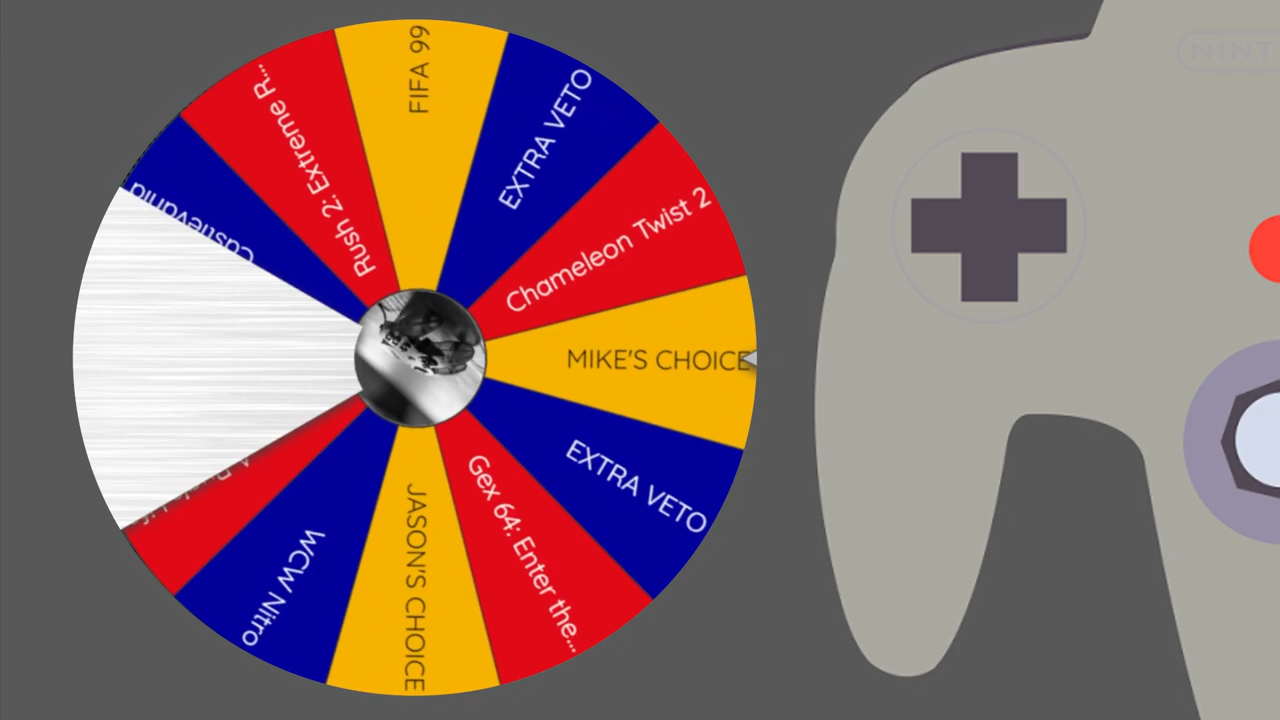 FIFA 99
EXTRA VETO
Chameleon Twist 2
MIKE'S CHOICE
EXTRA VETO
Gex 64: Enter the...
JASON'S CHOICE
WCW Nitro
Castlevania
Rush 2: Extreme R...